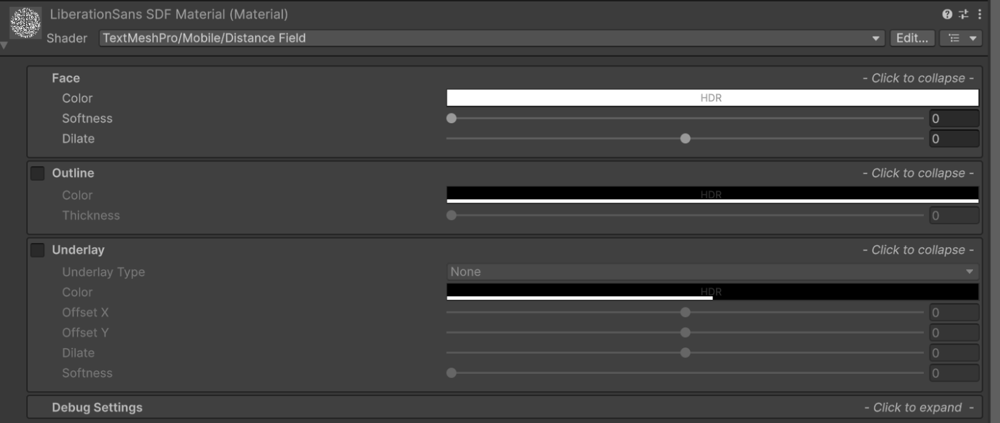 LiberationSans SDF Material (Material)
Shader TextMeshPro/Mobile/Distance Field Edit...
Face - Click to collapse -
Color HDR
Softness 0
Dilate 0
Outline - Click to collapse -
Color HDR
Thickness 0
Underlay - Click to collapse -
Underlay Type None
Color HDR
Offset X 0
Offset Y 0
Dilate 0
Softness 0
Debug Settings - Click to expand -